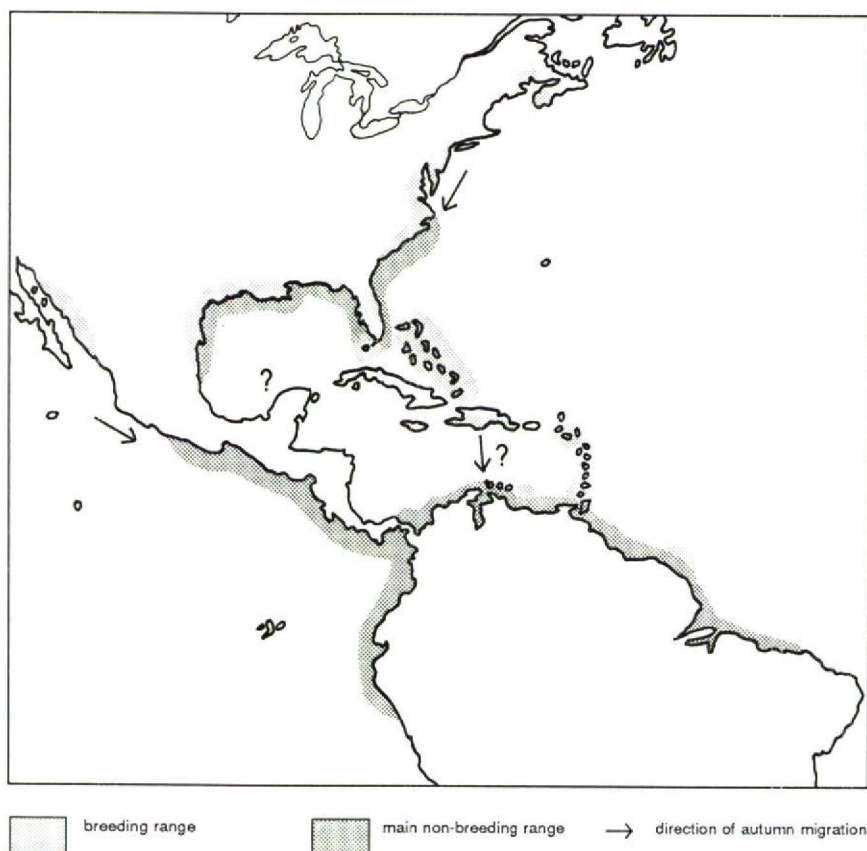 ?
?
breeding range
main non-breeding range
direction of autumn migration